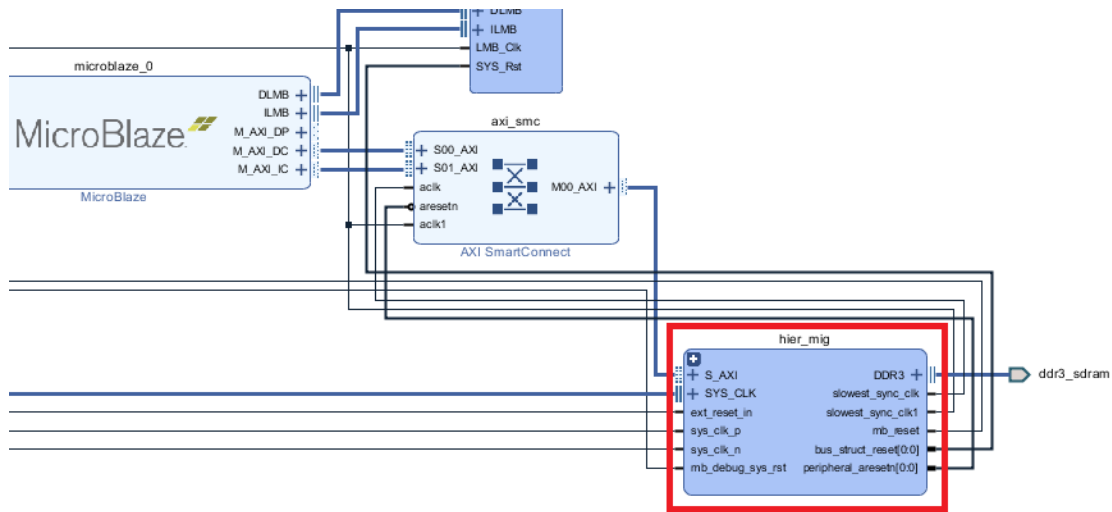 DLMB
ILMB
LMB_Clk
SYS_Rst
microblaze_0
DLMB
ILMB
M_AXI_DP
M_AXI_DC
M_AXI_IC
MicroBlaze
MicroBlaze
axi_smc
S00_AXI
S01_AXI
aclk
aresetn
aclk1
M00_AXI
AXI SmartConnect
hier_mig
S_AXI
SYS_CLK
ext_reset_in
sys_clk_p
sys_clk_n
mb_debug_sys_rst
DDR3
slowest_sync_clk
slowest_sync_clk1
mb_reset
bus_struct_reset[0:0]
peripheral_aresetn[0:0]
ddr3_sdram